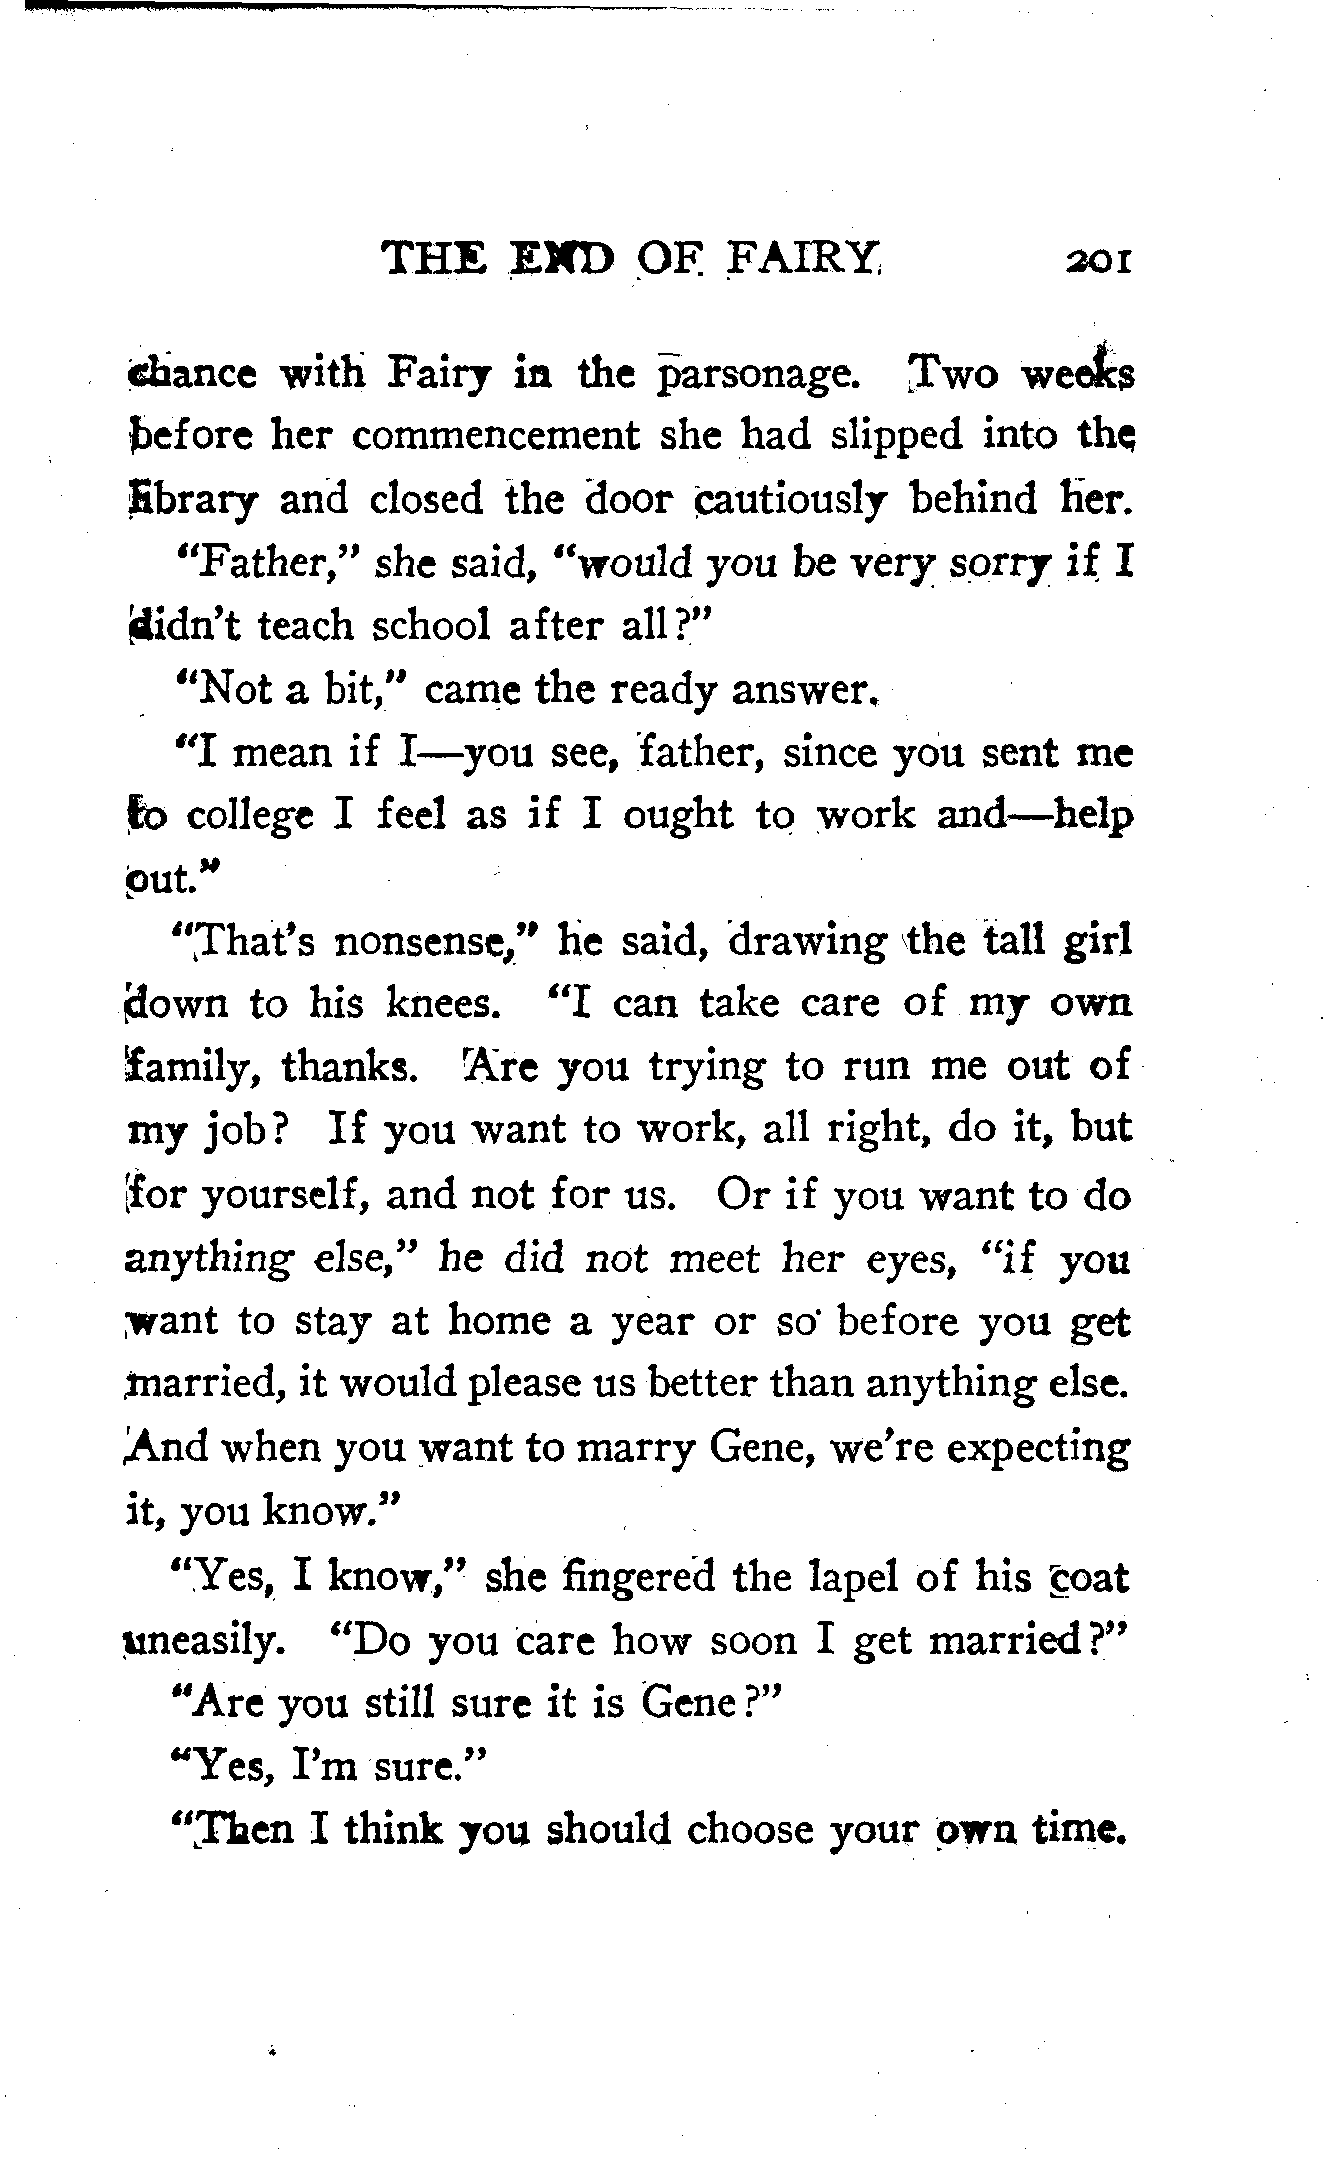 THE END OF FAIRY 201
chance with Fairy in the parsonage. Two weeks
before her commencement she had slipped into the
library and closed the door cautiously behind her.
"Father," she said, "would you be very sorry if I
didn't teach school after all?"
"Not a bit," came the ready answer.
"I mean if I—you see, father, since you sent me
to college I feel as if I ought to work and—help
out."
"That's nonsense," he said, drawing the tall girl
down to his knees. "I can take care of my own
family, thanks. Are you trying to run me out of
my job? If you want to work, all right, do it, but
for yourself, and not for us. Or if you want to do
anything else," he did not meet her eyes, "if you
want to stay at home a year or so before you get
married, it would please us better than anything else.
And when you want to marry Gene, we're expecting
it, you know."
"Yes, I know," she fingered the lapel of his coat
uneasily. "Do you care how soon I get married?"
"Are you still sure it is Gene?"
"Yes, I'm sure."
"Then I think you should choose your own time.